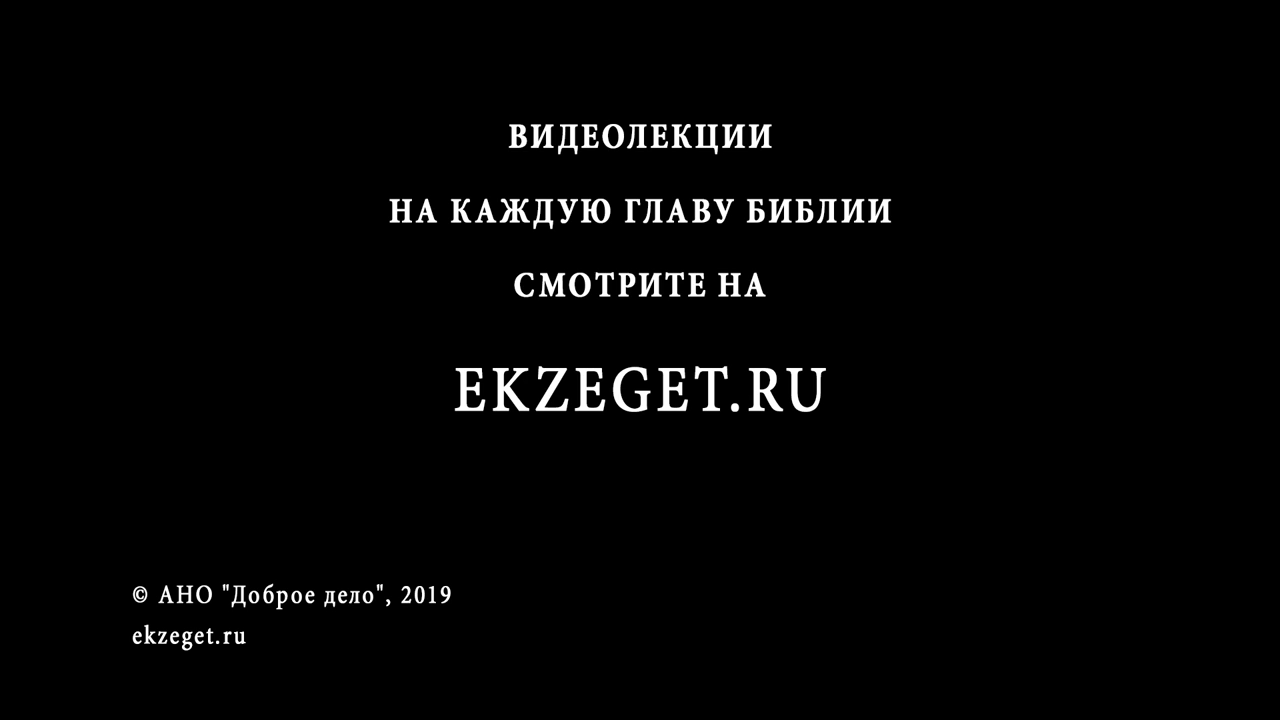 ВИДЕОЛЕКЦИИ
НА КАЖДУЮ ГЛАВУ БИБЛИИ
СМОТРИТЕ НА
EKZEGET.RU
© АНО "Доброе дело", 2019
ekzeget.ru